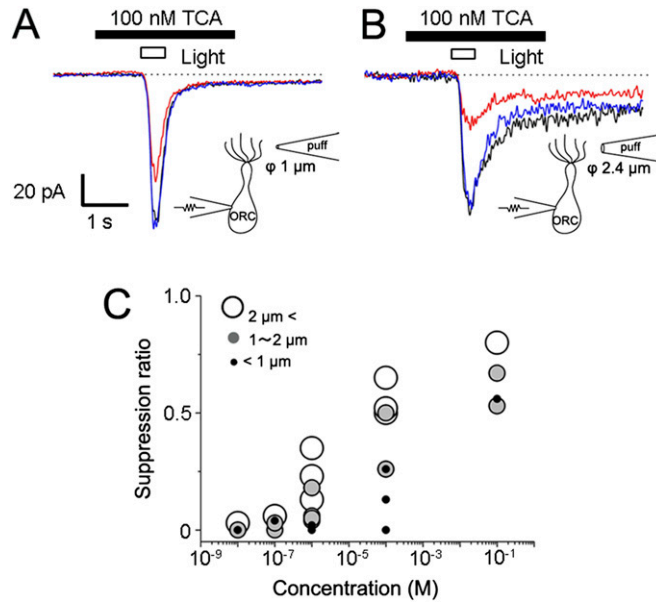 A
100 nM TCA
Light
puff
φ 1 μm
20 pA
1 s
ORC
B
100 nM TCA
Light
puff
φ 2.4 μm
ORC
C
Suppression ratio
1.0
0.5
0
2 μm <
1~2 μm
< 1 μm
10-9 10-7 10-5 10-3 10-1
Concentration (M)